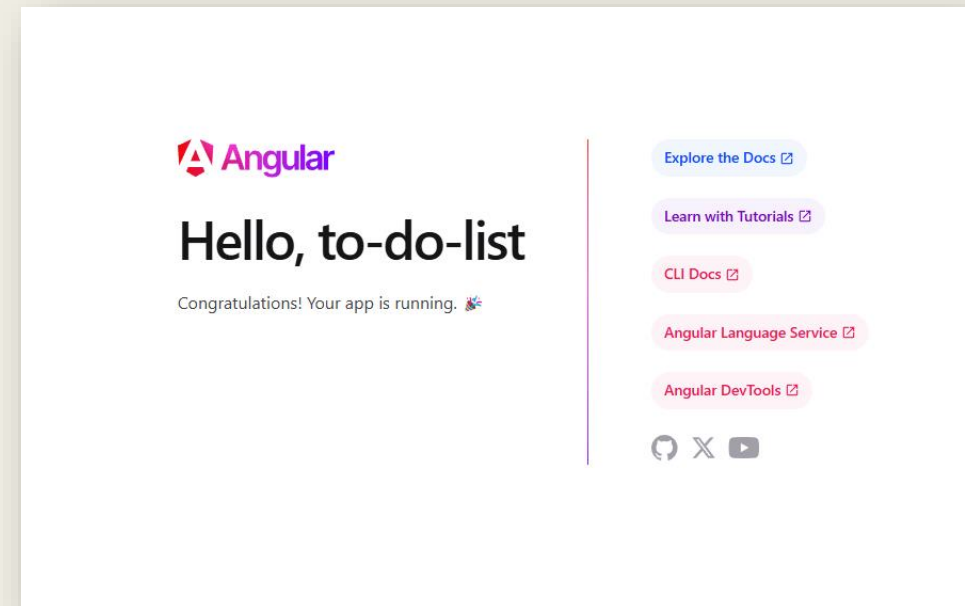 Angular
Hello, to-do-list
Congratulations! Your app is running. 🎉
Explore the Docs
Learn with Tutorials
CLI Docs
Angular Language Service
Angular DevTools